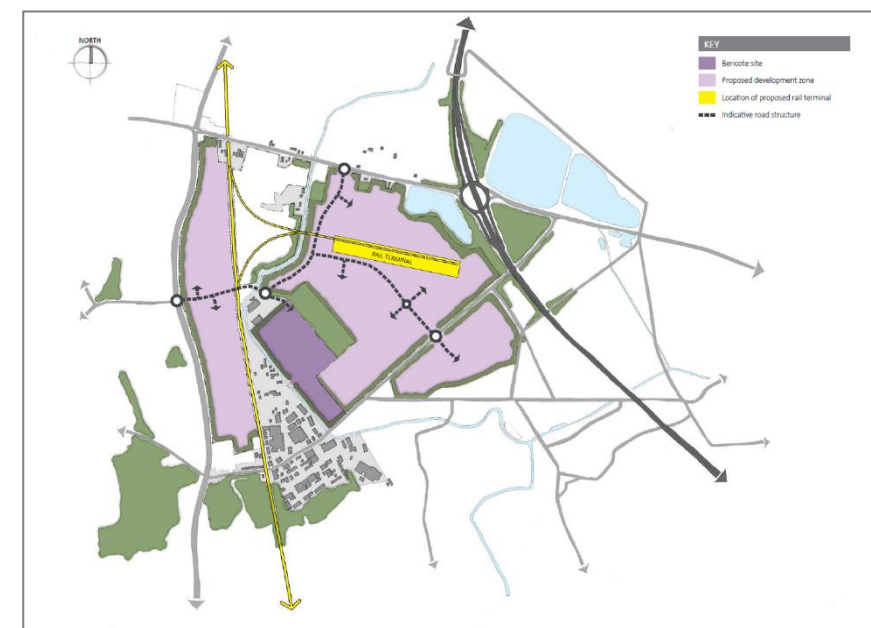 NORTH
KEY
Bericote site
Proposed development zone
Location of proposed rail terminal
Indicative road structure
RAIL TERMINAL